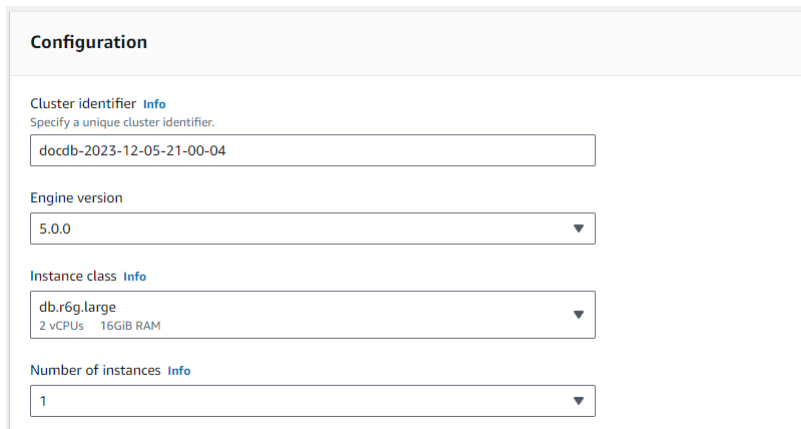 Configuration
Cluster identifier Info
Specify a unique cluster identifier.
docdb-2023-12-05-21-00-04
Engine version
5.0.0
Instance class Info
db.r6g.large
2 vCPUs 16GiB RAM
Number of instances Info
1